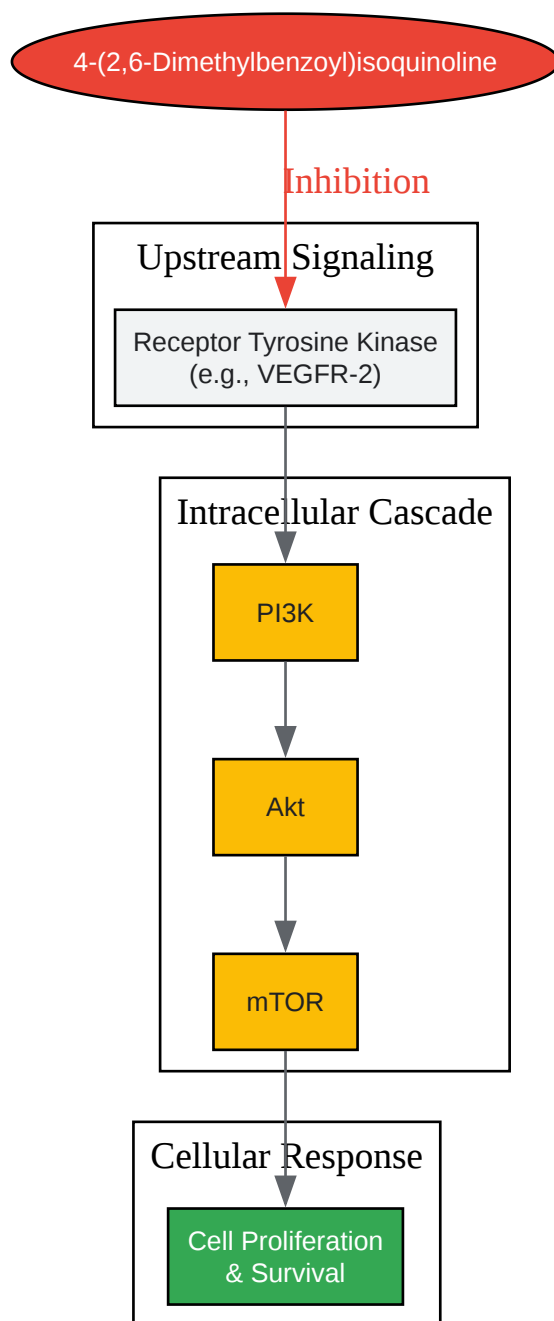 4-(2,6-Dimethylbenzoyl)isoquinoline
Inhibition
Upstream Signaling
Receptor Tyrosine Kinase
(e.g., VEGFR-2)
Intracellular Cascade
PI3K
Akt
mTOR
Cellular Response
Cell Proliferation
& Survival